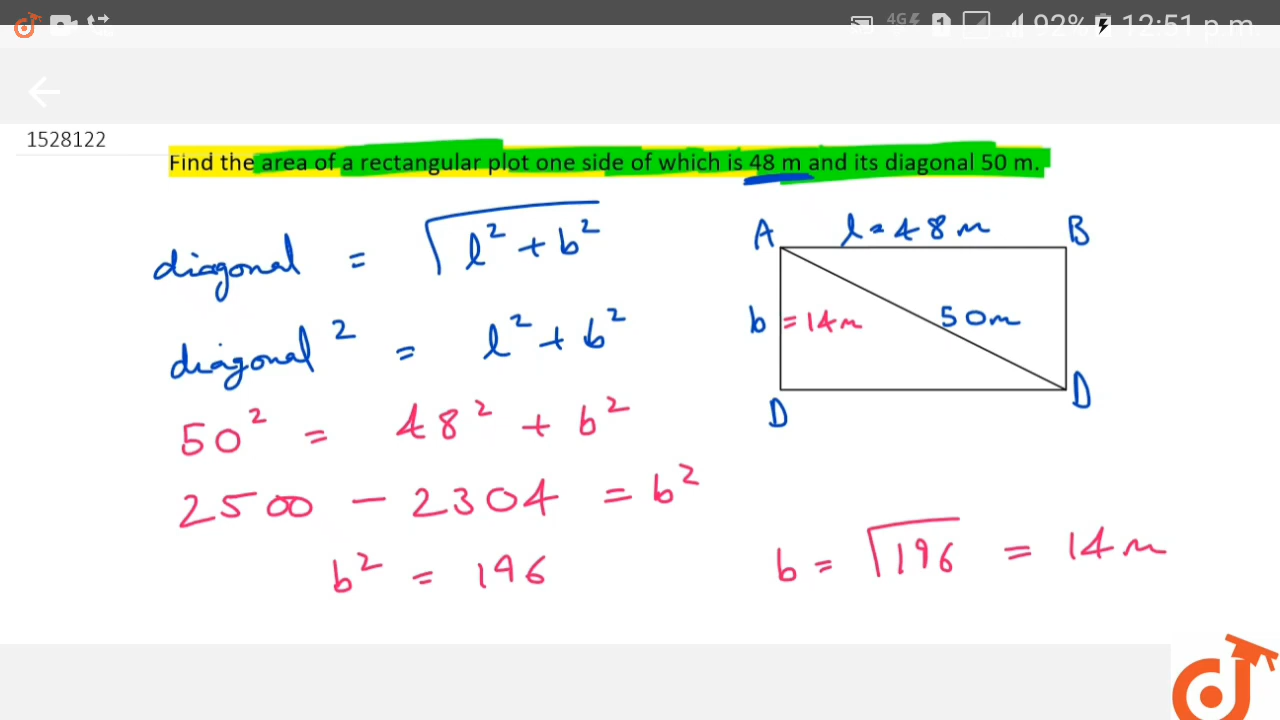 4G 1 92% 12:51 p.m.
1528122
Find the area of a rectangular plot one side of which is 48 m and its diagonal 50 m.
diagonal = √(l² + b²)
A l = 48 m B
b = 14 m 50m
diagonal² = l² + b²
D D
50² = 48² + b²
2500 − 2304 = b²
b² = 196
b = √196 = 14 m